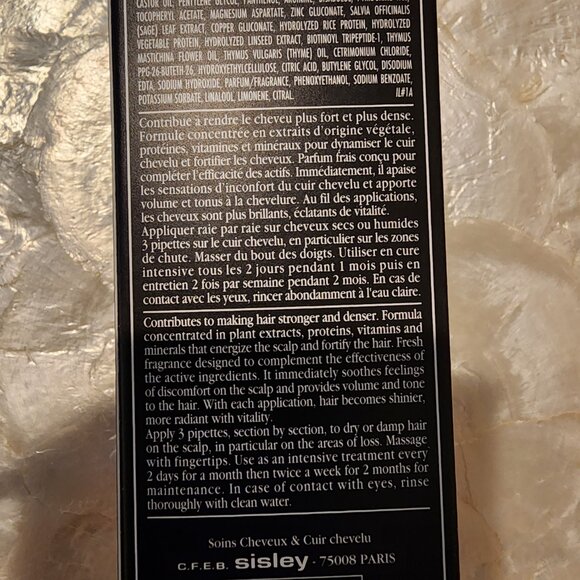 CASTOR OIL, PENTYLENE GLYCOL, PANTHENOL, ARGININE, BISABOLOL,
TOCOPHERYL ACETATE, MAGNESIUM ASPARTATE, ZINC GLUCONATE, SALVIA OFFICINALIS
(SAGE) LEAF EXTRACT, COPPER GLUCONATE, HYDROLYZED RICE PROTEIN, HYDROLYZED
VEGETABLE PROTEIN, HYDROLYZED LINSEED EXTRACT, BIOTINOYL TRIPEPTIDE-1, THYMUS
MASTICHINA FLOWER OIL, THYMUS VULGARIS (THYME) OIL, CETRIMONIUM CHLORIDE,
PPG-26-BUTETH-26, HYDROXYETHYLCELLULOSE, CITRIC ACID, BUTYLENE GLYCOL, DISODIUM
EDTA, SODIUM HYDROXIDE, PARFUM/FRAGRANCE, PHENOXYETHANOL, SODIUM BENZOATE,
POTASSIUM SORBATE, LINALOOL, LIMONENE, CITRAL. IL#1A
Contribue à rendre le cheveu plus fort et plus dense.
Formule concentrée en extraits d'origine végétale,
protéines, vitamines et minéraux pour dynamiser le cuir
chevelu et fortifier les cheveux. Parfum frais conçu pour
compléter l'efficacité des actifs. Immédiatement, il apaise
les sensations d'inconfort du cuir chevelu et apporte
volume et tonus à la chevelure. Au fil des applications,
les cheveux sont plus brillants, éclatants de vitalité.
Appliquer raie par raie sur cheveux secs ou humides
3 pipettes sur le cuir chevelu, en particulier sur les zones
de chute. Masser du bout des doigts. Utiliser en cure
intensive tous les 2 jours pendant 1 mois puis en
entretien 2 fois par semaine pendant 2 mois. En cas de
contact avec les yeux, rincer abondamment à l'eau claire.
Contributes to making hair stronger and denser. Formula
concentrated in plant extracts, proteins, vitamins and
minerals that energize the scalp and fortify the hair. Fresh
fragrance designed to complement the effectiveness of
the active ingredients. It immediately soothes feelings
of discomfort on the scalp and provides volume and tone
to the hair. With each application, hair becomes shinier,
more radiant with vitality.
Apply 3 pipettes, section by section, to dry or damp hair
on the scalp, in particular on the areas of loss. Massage
with fingertips. Use as an intensive treatment every
2 days for a month then twice a week for 2 months for
maintenance. In case of contact with eyes, rinse
thoroughly with clean water.
Soins Cheveux & Cuir chevelu
C.F.E.B. sisley - 75008 PARIS